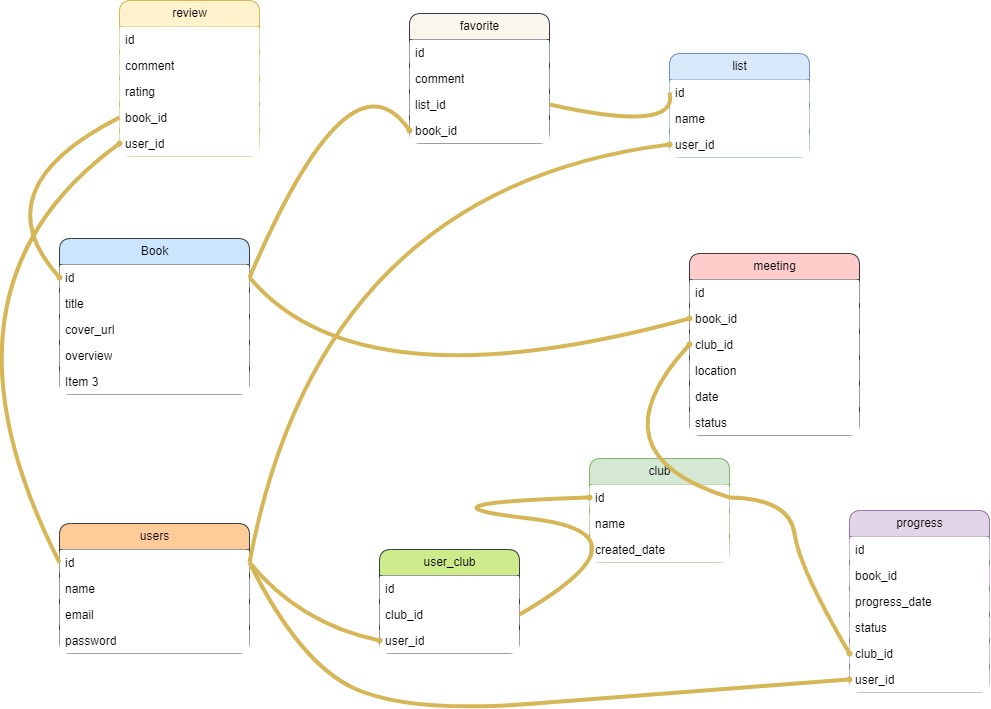 review
id
comment
rating
book_id
user_id
favorite
id
comment
list_id
book_id
list
id
name
user_id
Book
id
title
cover_url
overview
Item 3
meeting
id
book_id
club_id
location
date
status
club
id
name
created_date
users
id
name
email
password
user_club
id
club_id
user_id
progress
id
book_id
progress_date
status
club_id
user_id